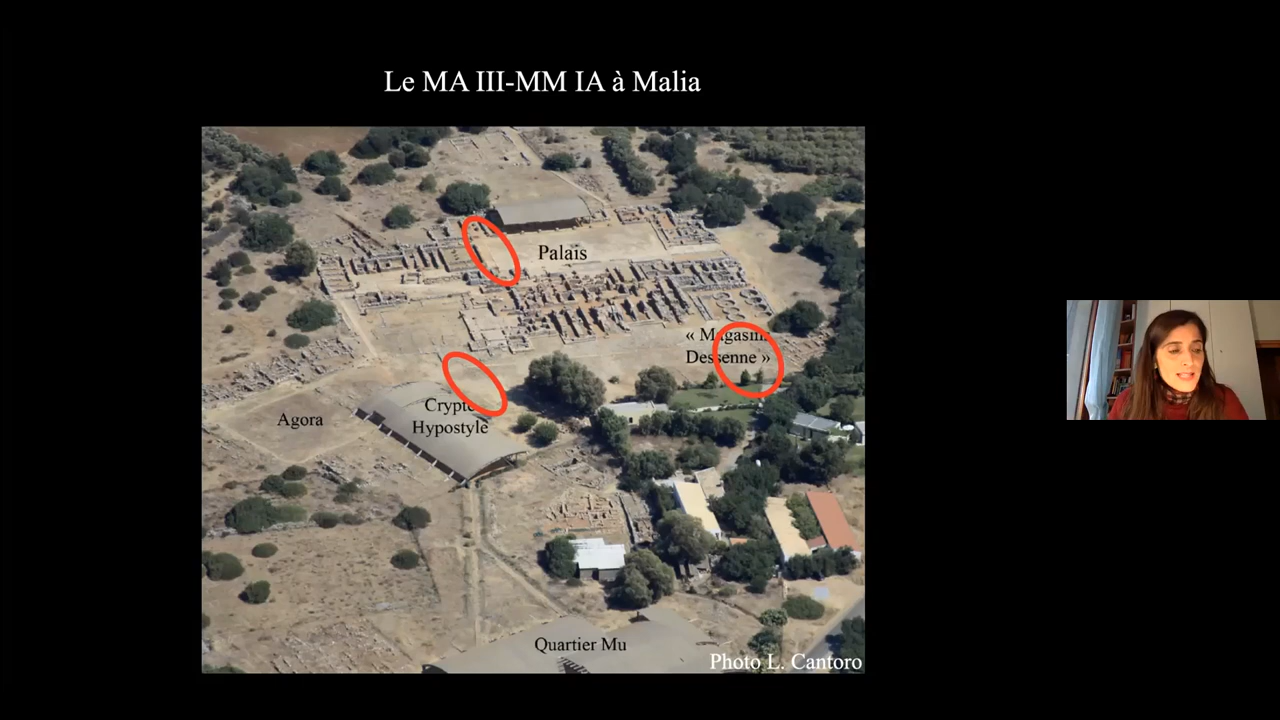 Le MA III-MM IA à Malia
Palais
« Magasin
Dessenne »
Crypte
Hypostyle
Agora
Quartier Mu
Photo L. Cantoro